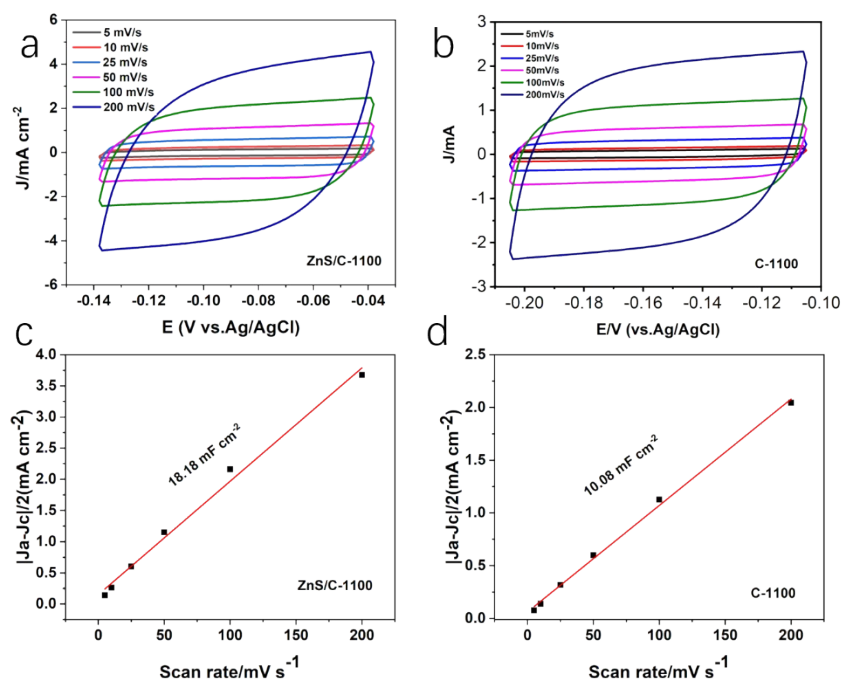 a
5 mV/s
10 mV/s
25 mV/s
50 mV/s
100 mV/s
200 mV/s
6
4
2
0
-2
-4
-6
J/mA cm-2
-0.14
-0.12
-0.10
-0.08
-0.06
-0.04
E (V vs.Ag/AgCl)
ZnS/C-1100
b
5mV/s
10mV/s
25mV/s
50mV/s
100mV/s
200mV/s
3
2
1
0
-1
-2
-3
J/mA
-0.20
-0.18
-0.16
-0.14
-0.12
-0.10
E/V (vs.Ag/AgCl)
C-1100
c
4.0
3.5
3.0
2.5
2.0
1.5
1.0
0.5
0.0
|Ja-Jc|/2(mA cm-2)
18.18 mF cm-2
ZnS/C-1100
0
50
100
150
200
Scan rate/mV s-1
d
2.5
2.0
1.5
1.0
0.5
0.0
|Ja-Jc|/2(mA cm-2)
10.08 mF cm-2
C-1100
0
50
100
150
200
Scan rate/mV s-1